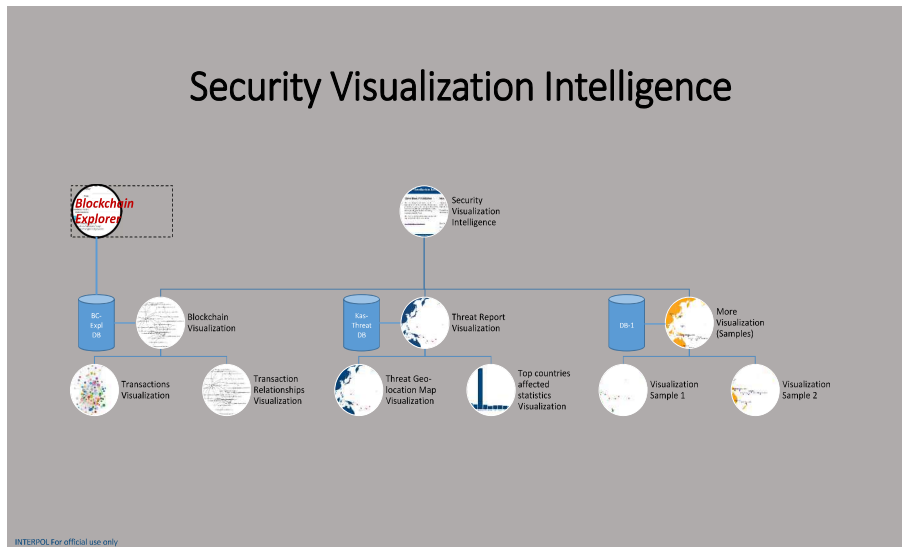 Security Visualization Intelligence
Blockchain
Explorer
Security
Visualization
Intelligence
BC-
Expl
DB
Blockchain
Visualization
Kas-
Threat
DB
Threat Report
Visualization
DB-1
More
Visualization
(Samples)
Transactions
Visualization
Transaction
Relationships
Visualization
Threat Geo-
location Map
Visualization
Top countries
affected
statistics
Visualization
Visualization
Sample 1
Visualization
Sample 2
INTERPOL For official use only